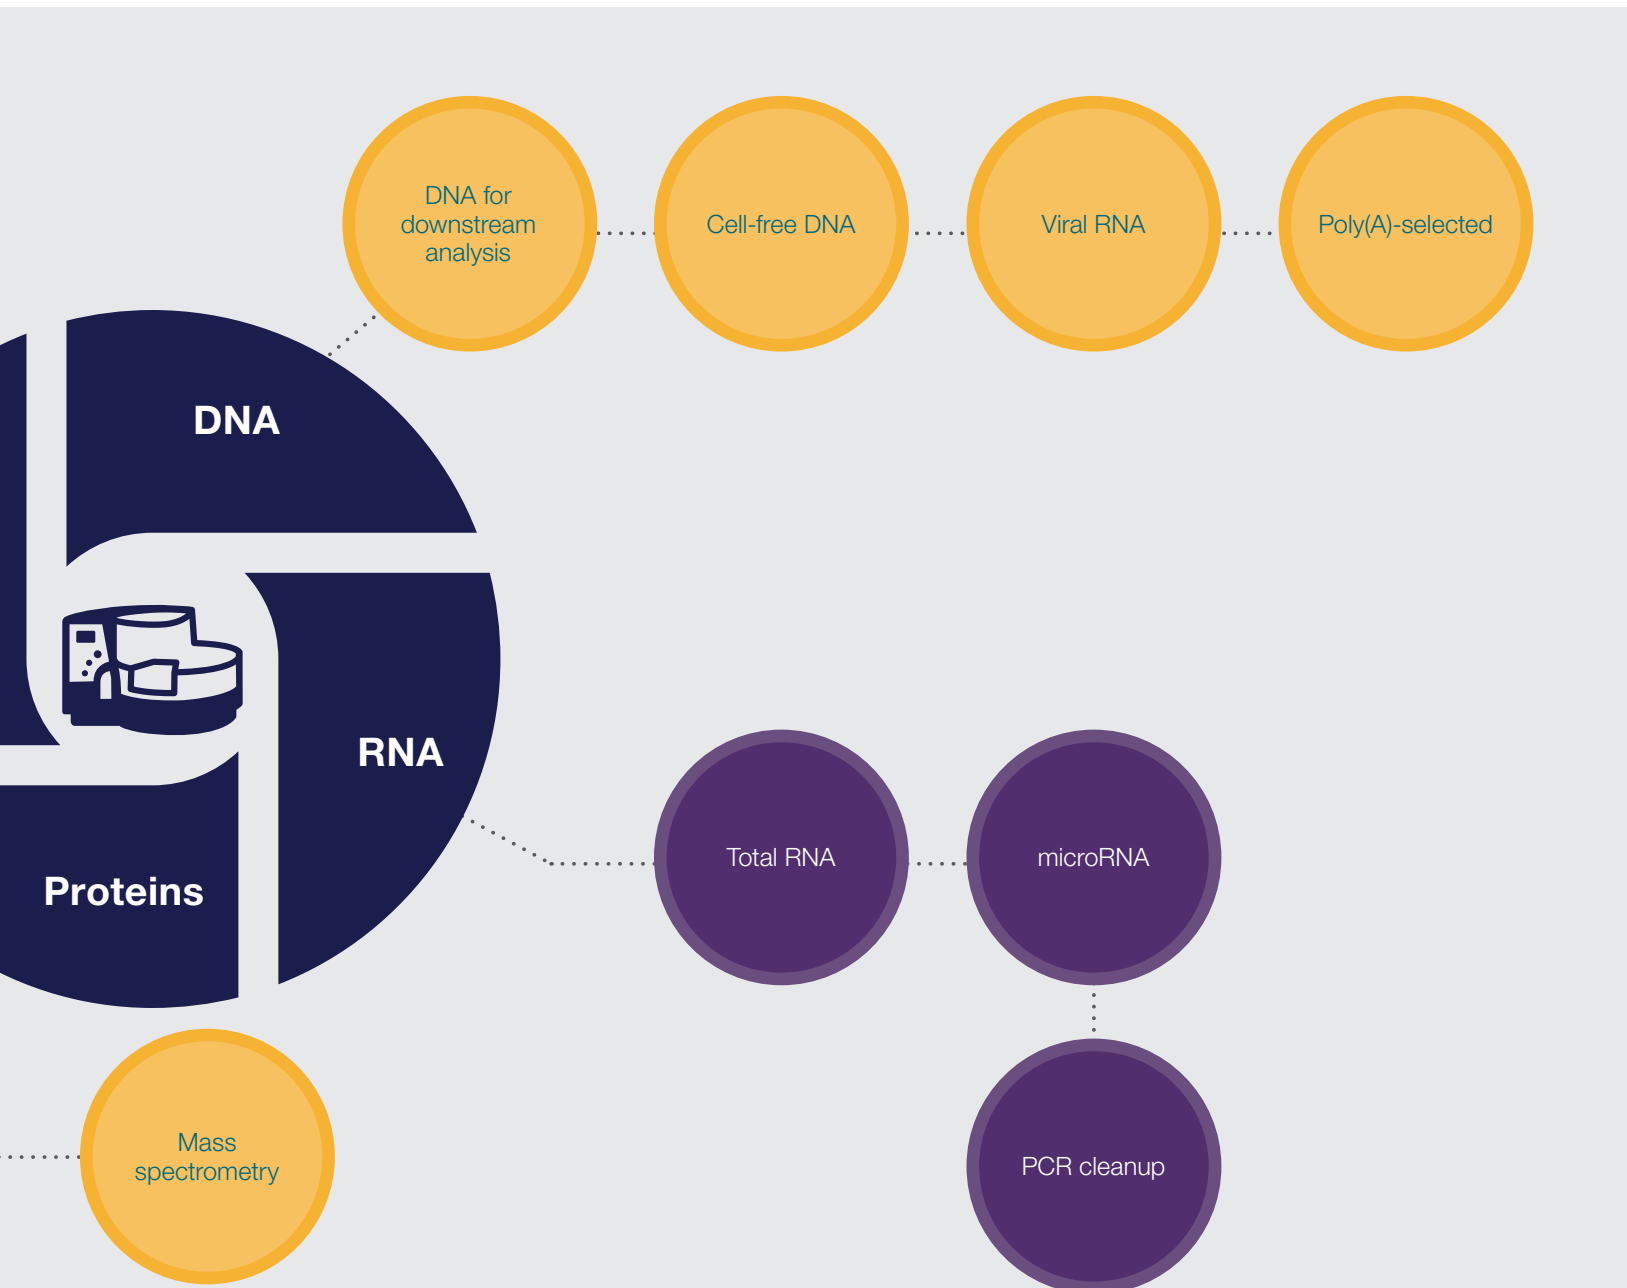 DNA for
downstream
analysis
Cell-free DNA
Viral RNA
Poly(A)-selected
DNA
RNA
Proteins
Total RNA
microRNA
Mass
spectrometry
PCR cleanup